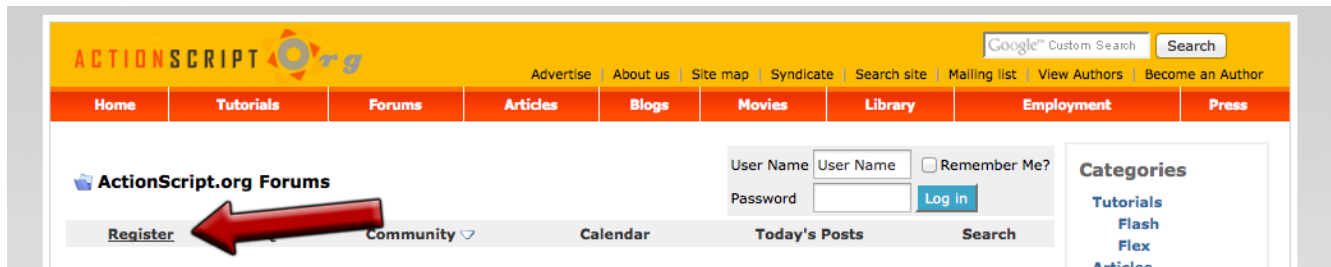 ACTIONSCRIPT Org
Google™ Custom Search Search
Advertise | About us | Site map | Syndicate | Search site | Mailing list | View Authors | Become an Author
Home Tutorials Forums Articles Blogs Movies Library Employment Press
ActionScript.org Forums
User Name User Name Remember Me?
Password Log in
Register Community Calendar Today's Posts Search
Categories
Tutorials
Flash
Flex
Articles